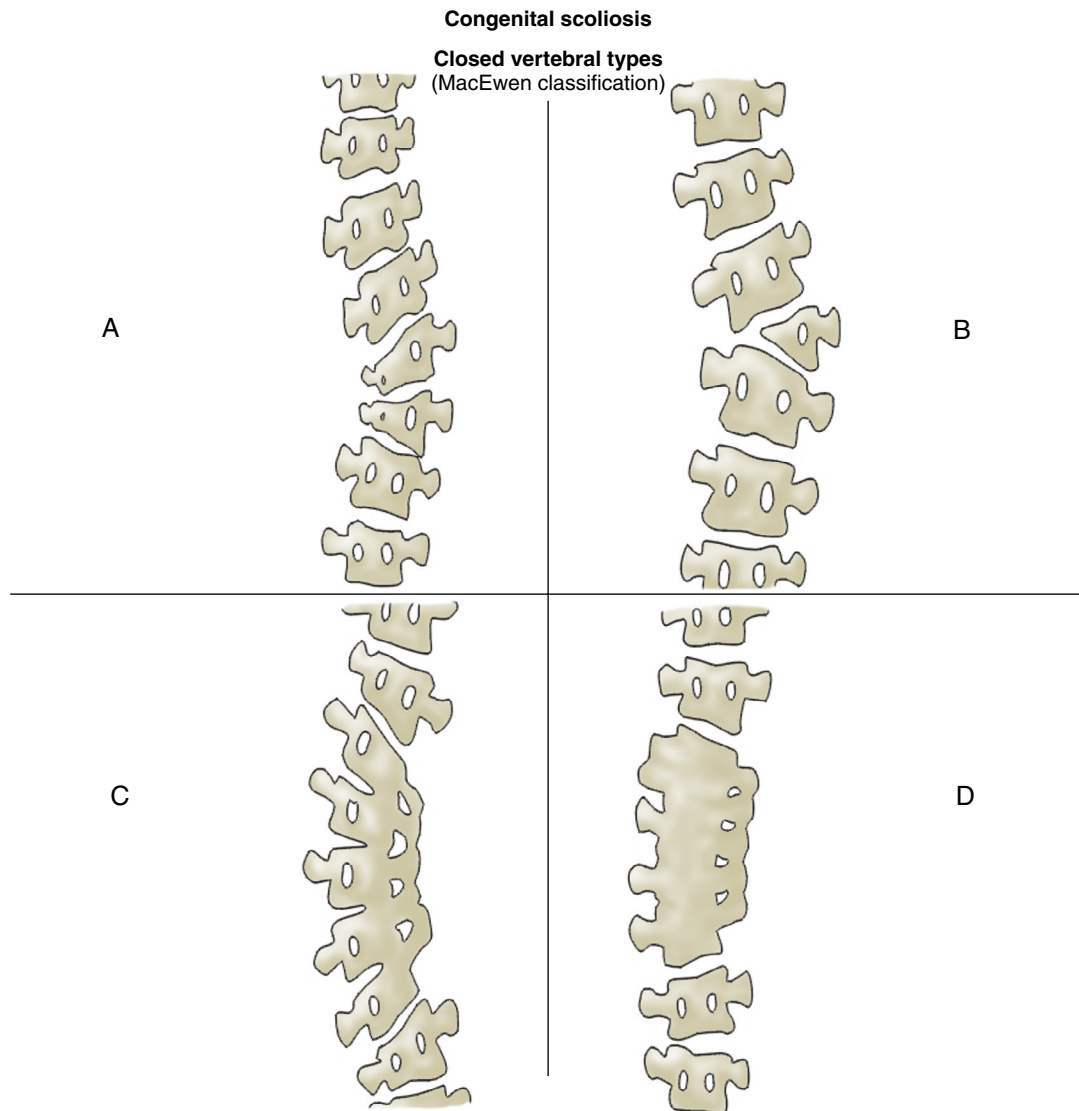 Congenital scoliosis
Closed vertebral types
(MacEwen classification)
A
B
C
D